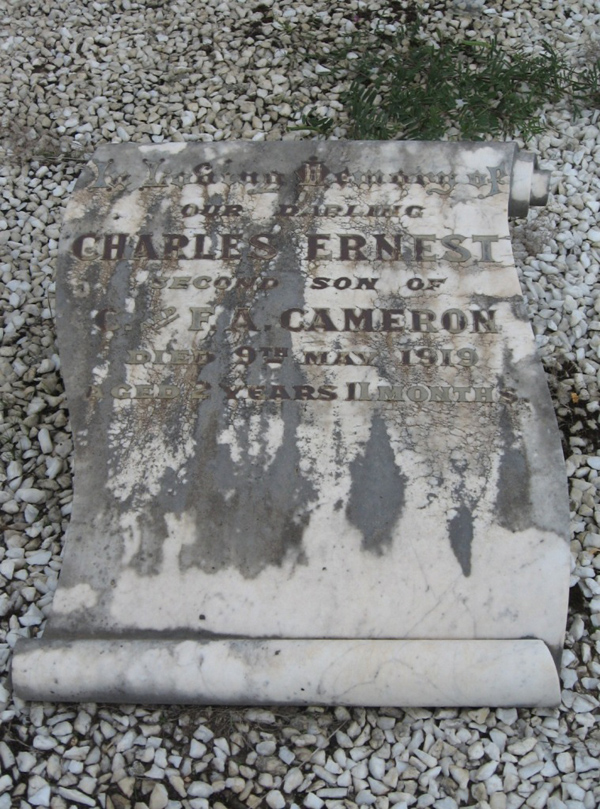 In Loving Memory of
OUR DARLING
CHARLES ERNEST
SECOND SON OF
C. & F. A. CAMERON
DIED 9TH MAY 1919
AGED 2 YEARS 11 MONTHS.